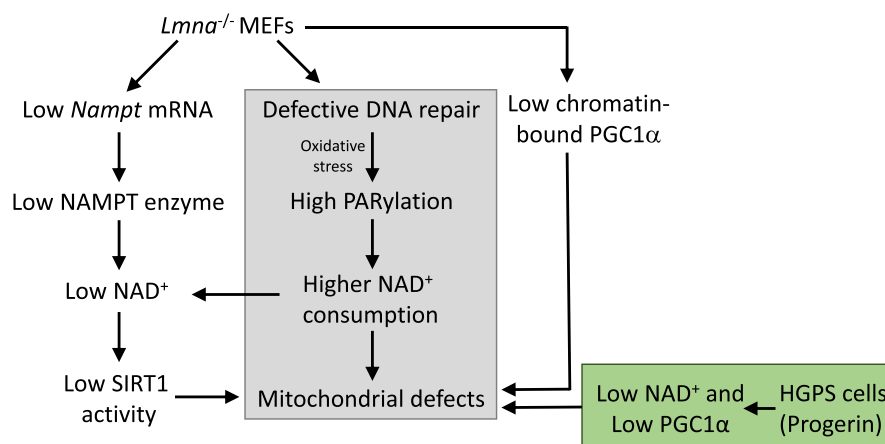 Lmna-/- MEFs
Low Nampt mRNA
Low NAMPT enzyme
Low NAD+
Low SIRT1
activity
Defective DNA repair
Oxidative
stress
High PARylation
Higher NAD+
consumption
Mitochondrial defects
Low chromatin-
bound PGC1α
Low NAD+ and
Low PGC1α
HGPS cells
(Progerin)